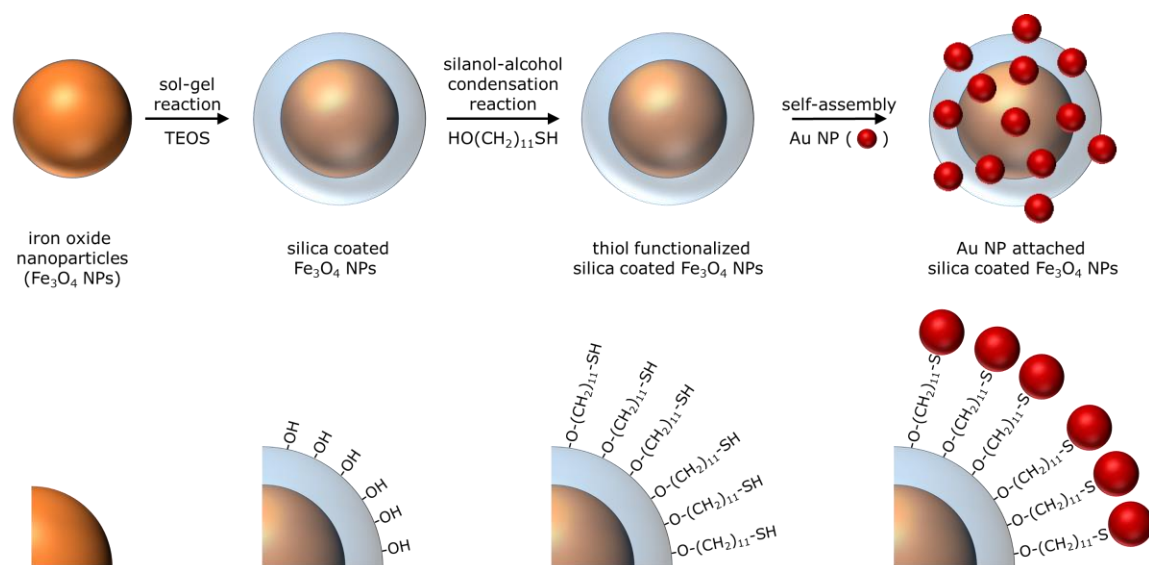 sol-gel
reaction
TEOS
silanol-alcohol
condensation
reaction
HO(CH₂)₁₁SH
self-assembly
Au NP ( )
iron oxide
nanoparticles
(Fe₃O₄ NPs)
silica coated
Fe₃O₄ NPs
thiol functionalized
silica coated Fe₃O₄ NPs
Au NP attached
silica coated Fe₃O₄ NPs
-OH
-OH
-OH
-OH
-OH
-OH
-O-(CH₂)₁₁-SH
-O-(CH₂)₁₁-SH
-O-(CH₂)₁₁-SH
-O-(CH₂)₁₁-SH
-O-(CH₂)₁₁-SH
-O-(CH₂)₁₁-SH
-O-(CH₂)₁₁-S
-O-(CH₂)₁₁-S
-O-(CH₂)₁₁-S
-O-(CH₂)₁₁-S
-O-(CH₂)₁₁-S
-O-(CH₂)₁₁-S